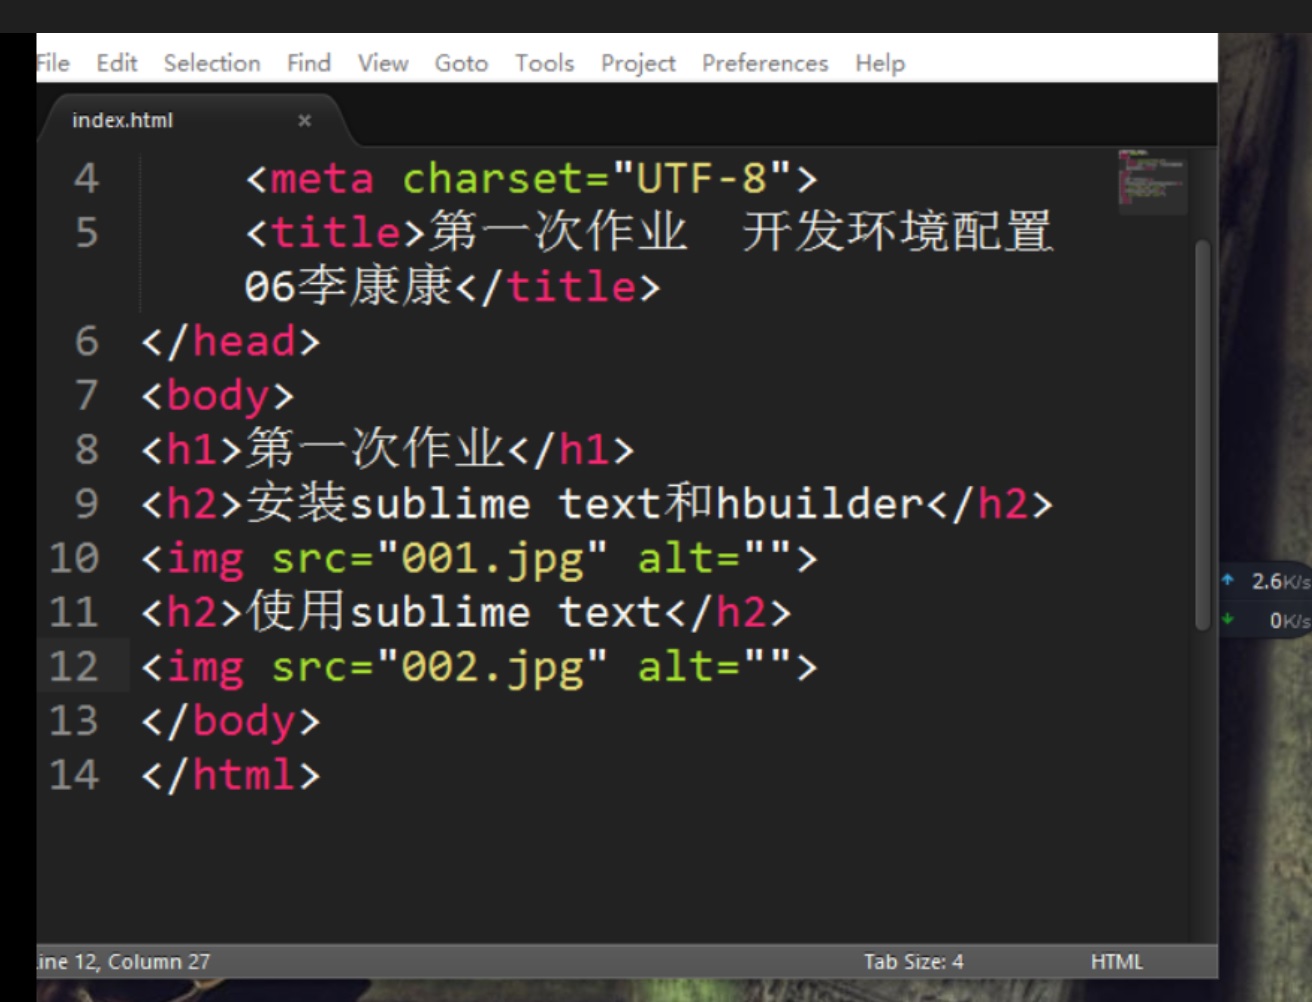 File Edit Selection Find View Goto Tools Project Preferences Help
index.html ×
4 <meta charset="UTF-8">
5 <title>第一次作业　开发环境配置
06李康康</title>
6 </head>
7 <body>
8 <h1>第一次作业</h1>
9 <h2>安装sublime text和hbuilder</h2>
10 <img src="001.jpg" alt="">
11 <h2>使用sublime text</h2>
12 <img src="002.jpg" alt="">
13 </body>
14 </html>
↑ 2.6K/s
↓ 0K/s
ine 12, Column 27 Tab Size: 4 HTML